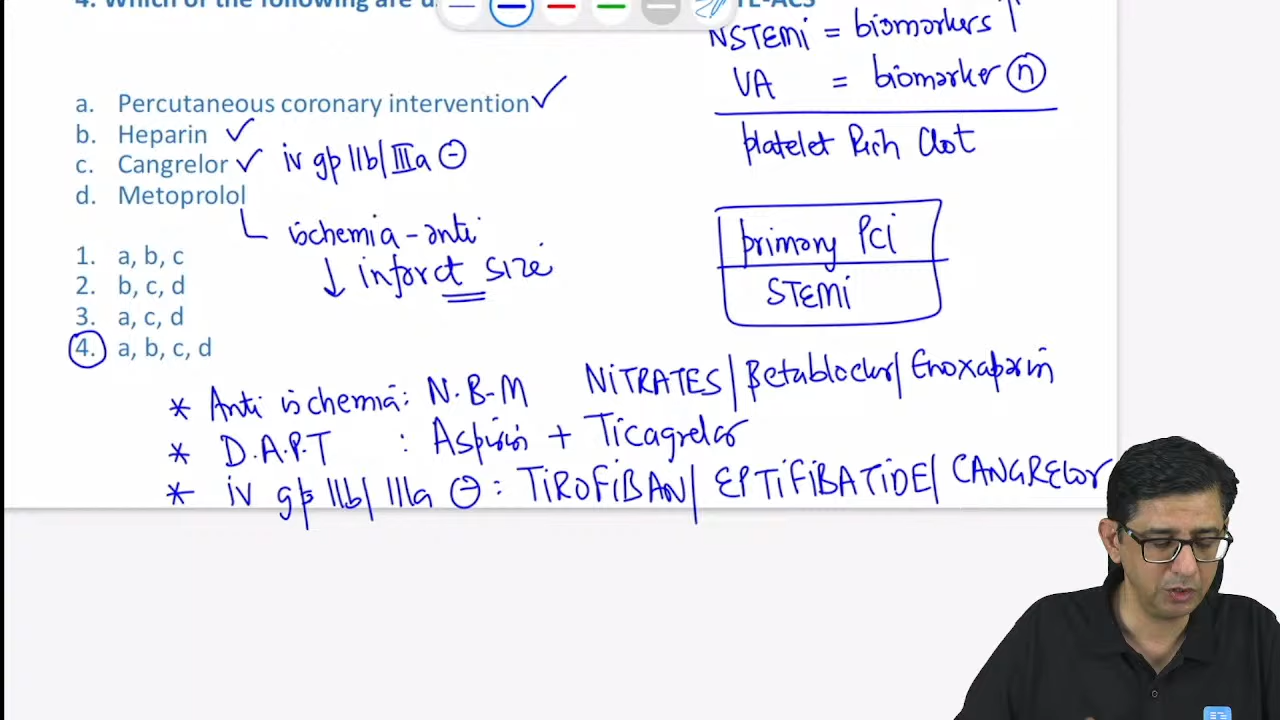 4. Which of the following are u TE-ACS
NSTEMi = biomarkers ↑
a. Percutaneous coronary intervention ✓
UA = biomarker n
b. Heparin ✓
c. Cangrelor ✓ iv gp IIb/IIIa ⊖
platelet Rich Clot
d. Metoprolol
ischemia-anti
↓ infarct size
primary PCi
STEMi
1. a, b, c
2. b, c, d
3. a, c, d
4. a, b, c, d
* Anti ischemia: N.B-M NiTRATES/Betablocker/Enoxaparin
* D.A.P.T : Aspirin + Ticagrelor
* iv gp IIb/IIIa ⊖: TiROFiBAN/ EPTiFiBATiDE/ CANGRELOR